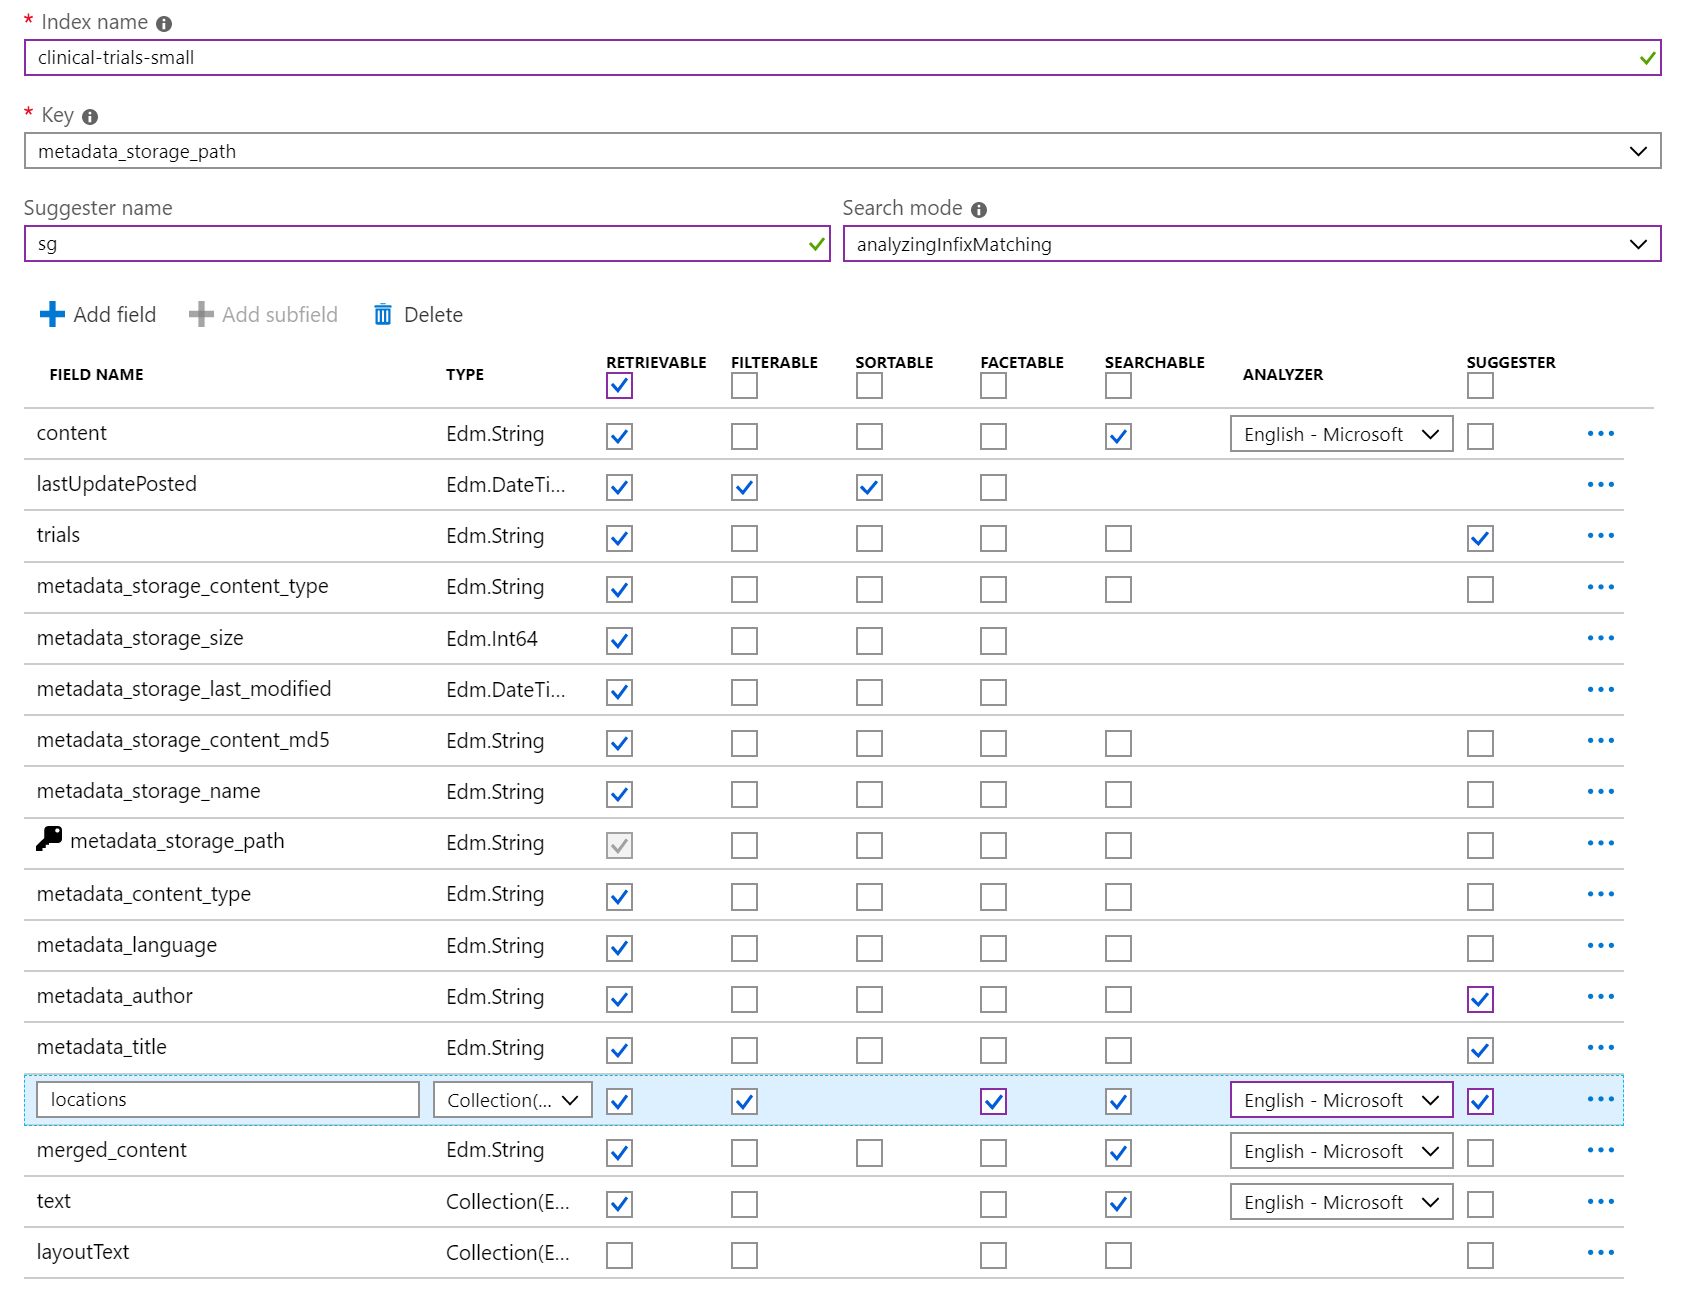 * Index name
clinical-trials-small
* Key
metadata_storage_path
Suggester name Search mode
sg analyzingInfixMatching
Add field Add subfield Delete
FIELD NAME TYPE RETRIEVABLE FILTERABLE SORTABLE FACETABLE SEARCHABLE ANALYZER SUGGESTER
content Edm.String English - Microsoft
lastUpdatePosted Edm.DateTi...
trials Edm.String
metadata_storage_content_type Edm.String
metadata_storage_size Edm.Int64
metadata_storage_last_modified Edm.DateTi...
metadata_storage_content_md5 Edm.String
metadata_storage_name Edm.String
metadata_storage_path Edm.String
metadata_content_type Edm.String
metadata_language Edm.String
metadata_author Edm.String
metadata_title Edm.String
locations Collection(... English - Microsoft
merged_content Edm.String English - Microsoft
text Collection(E... English - Microsoft
layoutText Collection(E...